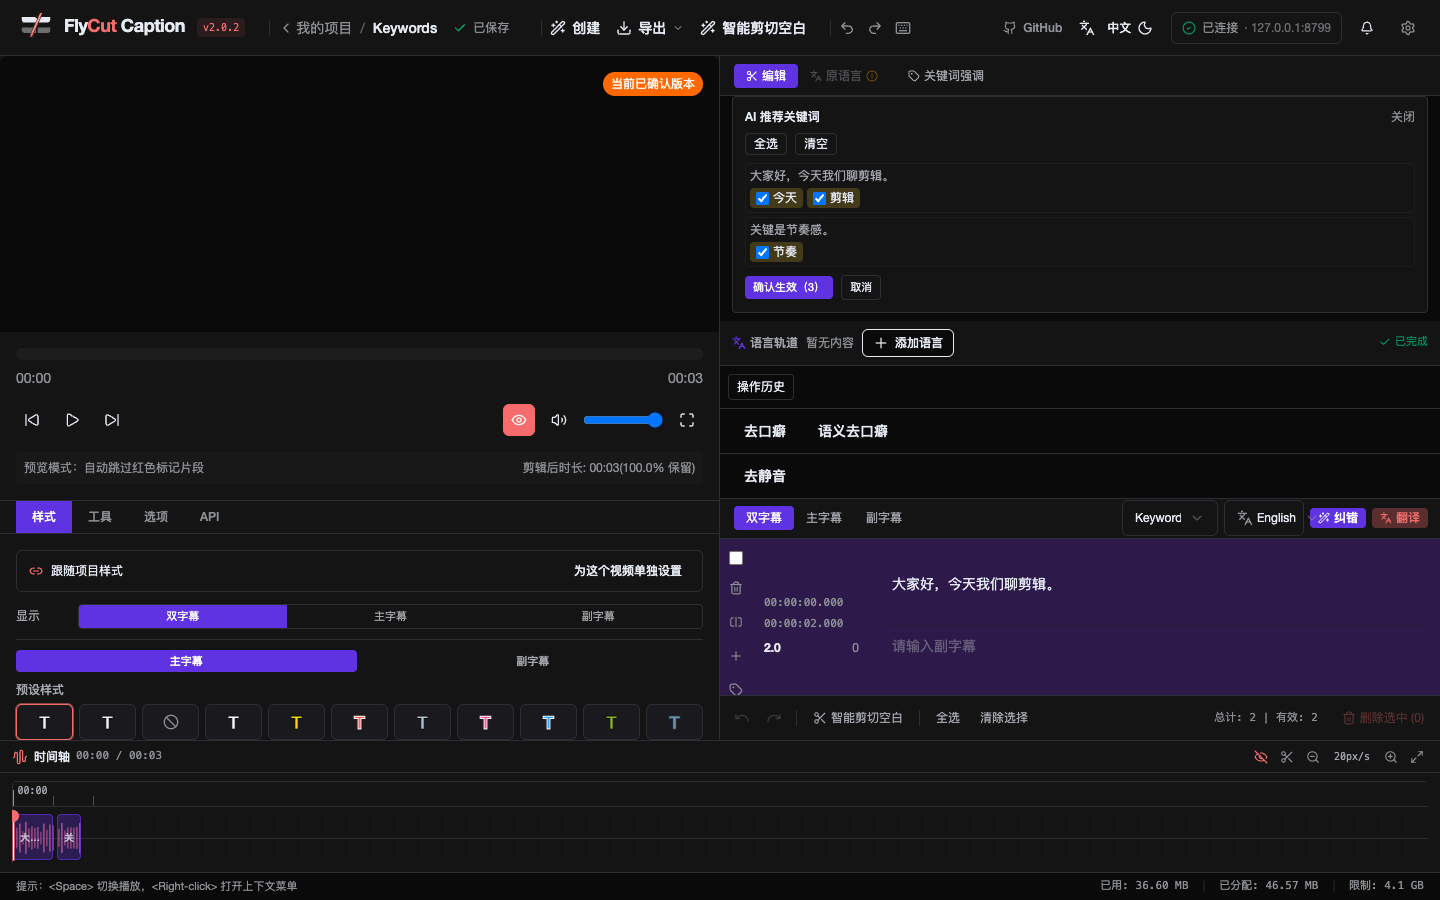 FlyCut Caption v2.0.2 我的项目 / Keywords 已保存 创建 导出 智能剪切空白 GitHub 中文 已连接 · 127.0.0.1:8799
当前已确认版本
00:00 00:03
预览模式：自动跳过红色标记片段 剪辑后时长: 00:03(100.0% 保留)
样式 工具 选项 API
跟随项目样式 为这个视频单独设置
显示 双字幕 主字幕 副字幕
主字幕 副字幕
预设样式
T T T T T T T T T T
编辑 原语言 关键词强调
AI 推荐关键词 关闭
全选 清空
大家好，今天我们聊剪辑。
今天 剪辑
关键是节奏感。
节奏
确认生效（3） 取消
语言轨道 暂无内容 添加语言 已完成
操作历史
去口癖 语义去口癖
去静音
双字幕 主字幕 副字幕 Keyword English 纠错 翻译
大家好，今天我们聊剪辑。
00:00:00.000
00:00:02.000
2.0 0 请输入副字幕
智能剪切空白 全选 清除选择 总计: 2 | 有效: 2 删除选中 (0)
时间轴 00:00 / 00:03 20px/s
00:00
大... 关
提示：<Space> 切换播放，<Right-click> 打开上下文菜单 已用: 36.60 MB 已分配: 46.57 MB 限制: 4.1 GB